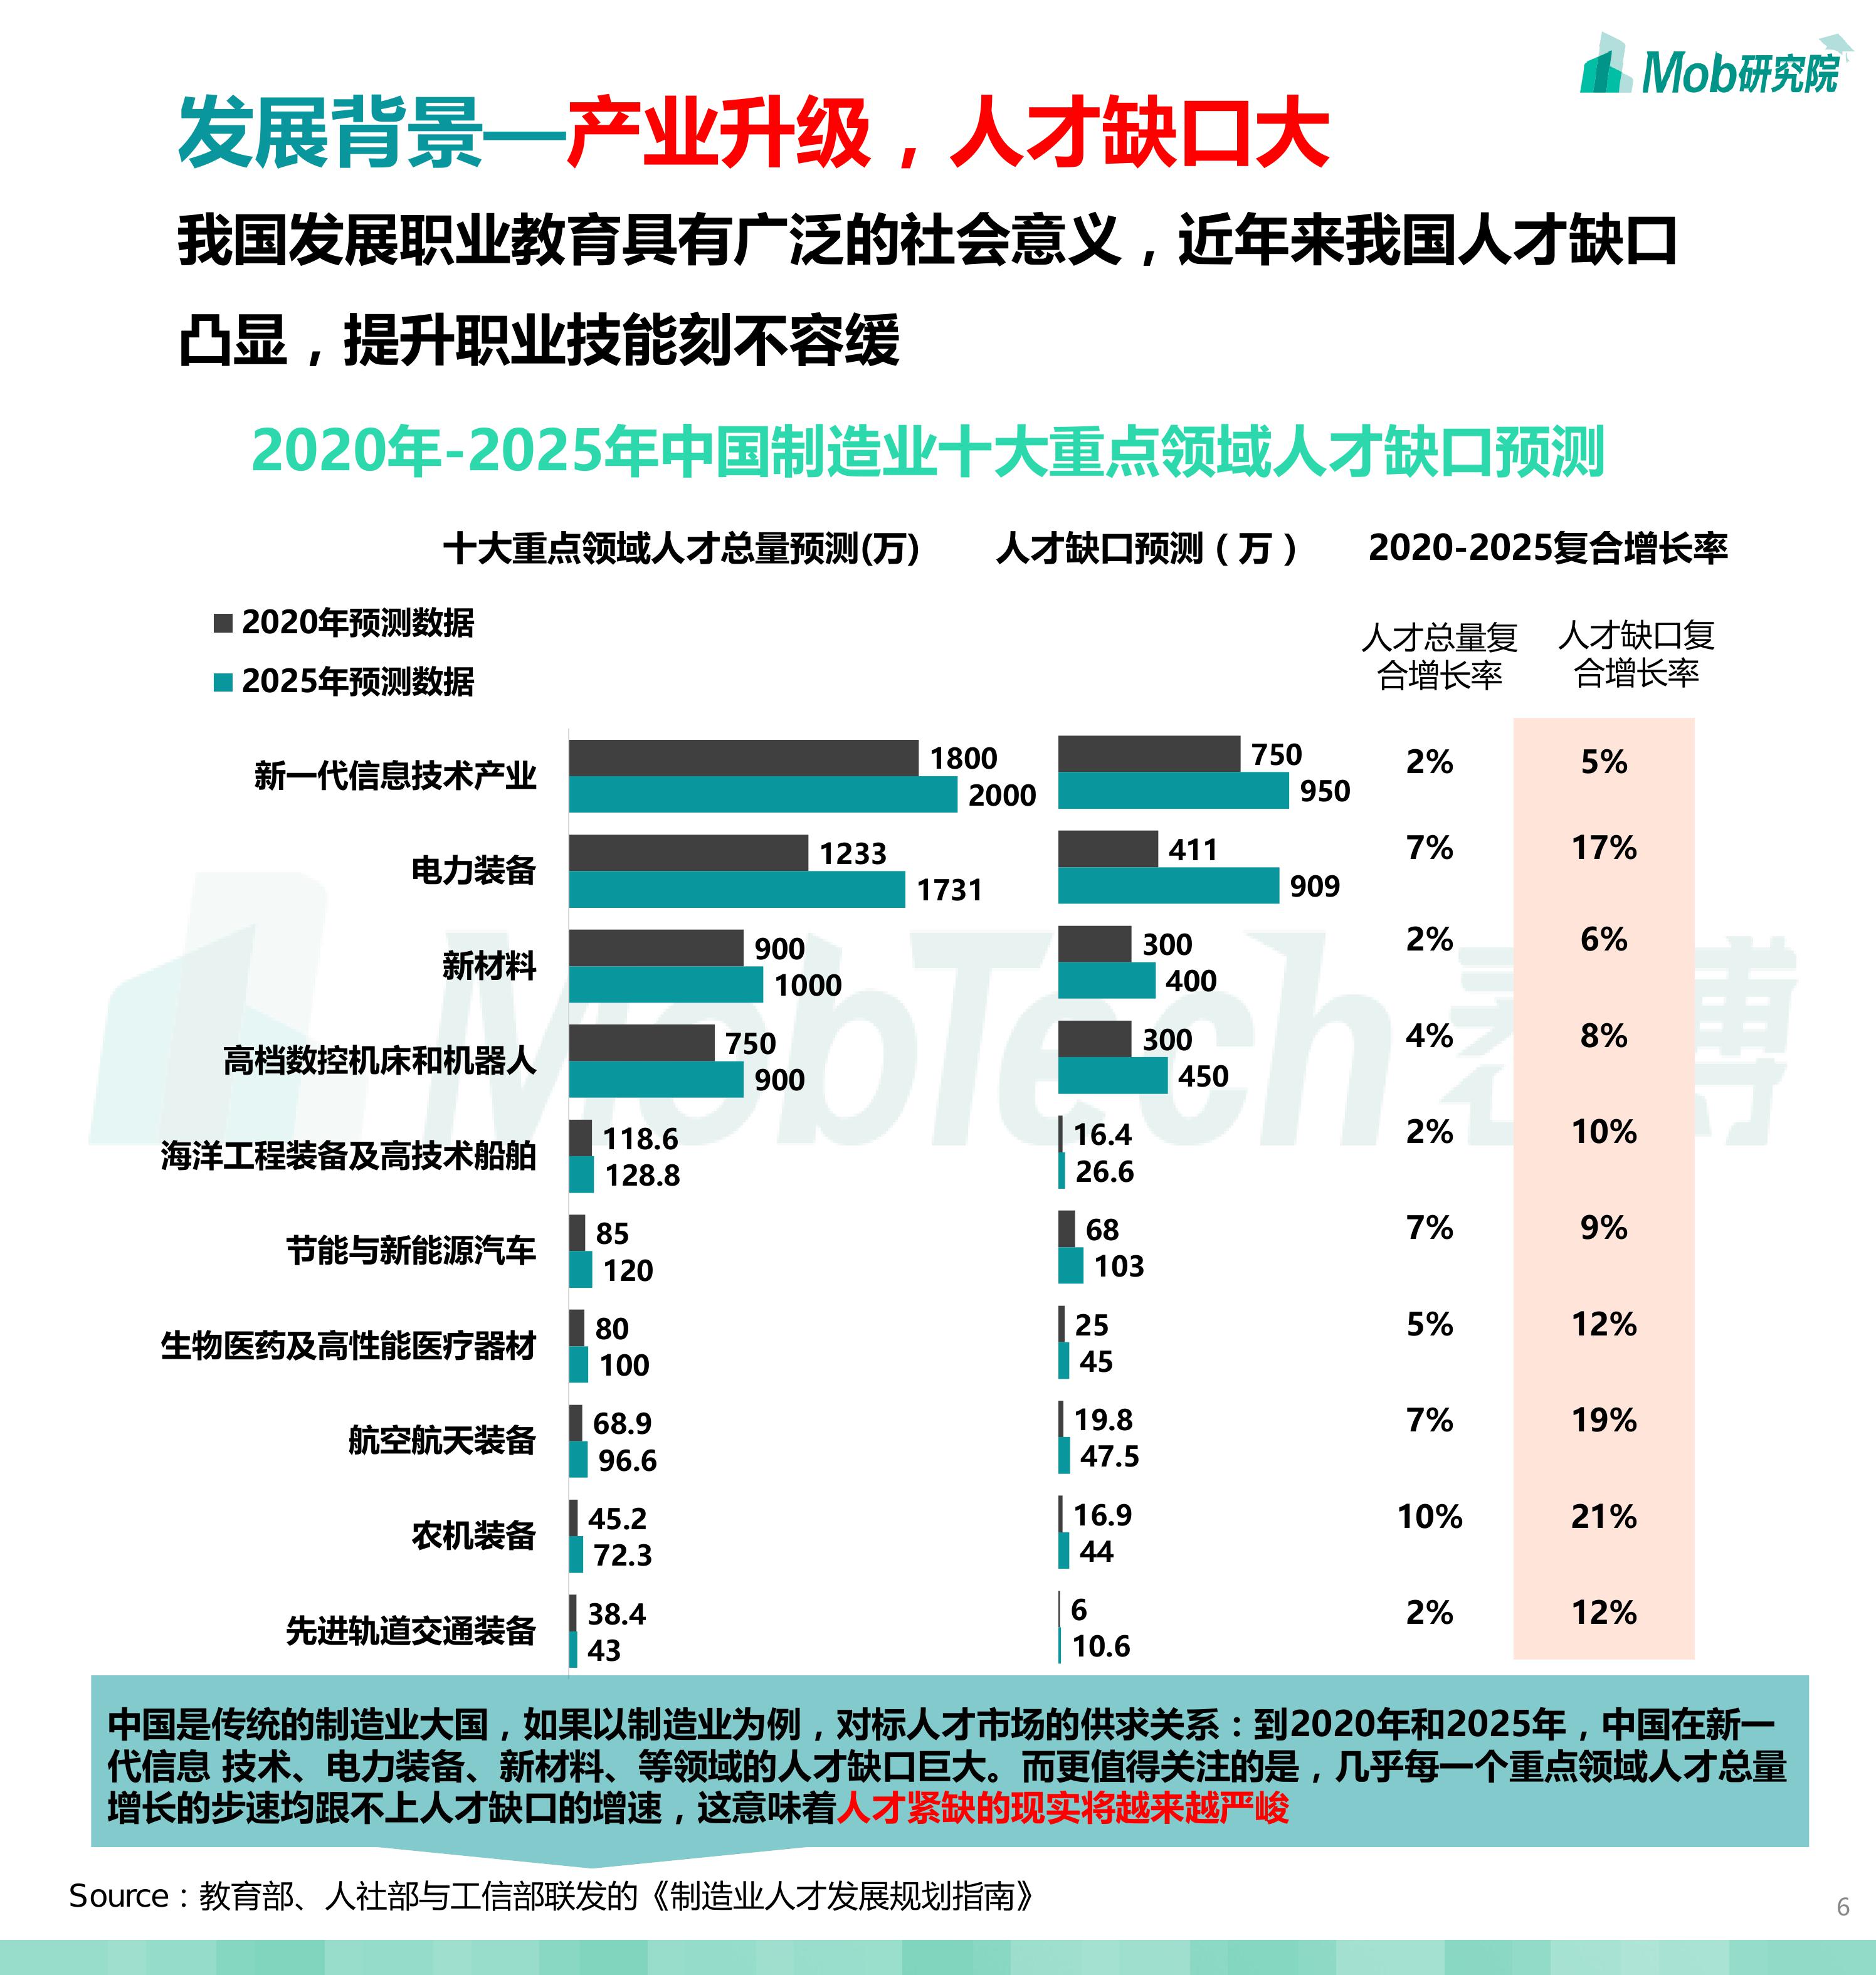 Mob研究院
发展背景—产业升级，人才缺口大
我国发展职业教育具有广泛的社会意义，近年来我国人才缺口
凸显，提升职业技能刻不容缓
2020年-2025年中国制造业十大重点领域人才缺口预测
十大重点领域人才总量预测(万) 人才缺口预测（万） 2020-2025复合增长率
2020年预测数据
2025年预测数据
人才总量复 人才缺口复
合增长率 合增长率
新一代信息技术产业 1800 750 2% 5%
2000 950
电力装备 1233 411 7% 17%
1731 909
新材料 900 300 2% 6%
1000 400
高档数控机床和机器人 750 300 4% 8%
900 450
海洋工程装备及高技术船舶 118.6 16.4 2% 10%
128.8 26.6
节能与新能源汽车 85 68 7% 9%
120 103
生物医药及高性能医疗器材 80 25 5% 12%
100 45
航空航天装备 68.9 19.8 7% 19%
96.6 47.5
农机装备 45.2 16.9 10% 21%
72.3 44
先进轨道交通装备 38.4 6 2% 12%
43 10.6
MobTech
中国是传统的制造业大国，如果以制造业为例，对标人才市场的供求关系：到2020年和2025年，中国在新一
代信息 技术、电力装备、新材料、等领域的人才缺口巨大。而更值得关注的是，几乎每一个重点领域人才总量
增长的步速均跟不上人才缺口的增速，这意味着人才紧缺的现实将越来越严峻
Source：教育部、人社部与工信部联发的《制造业人才发展规划指南》
6